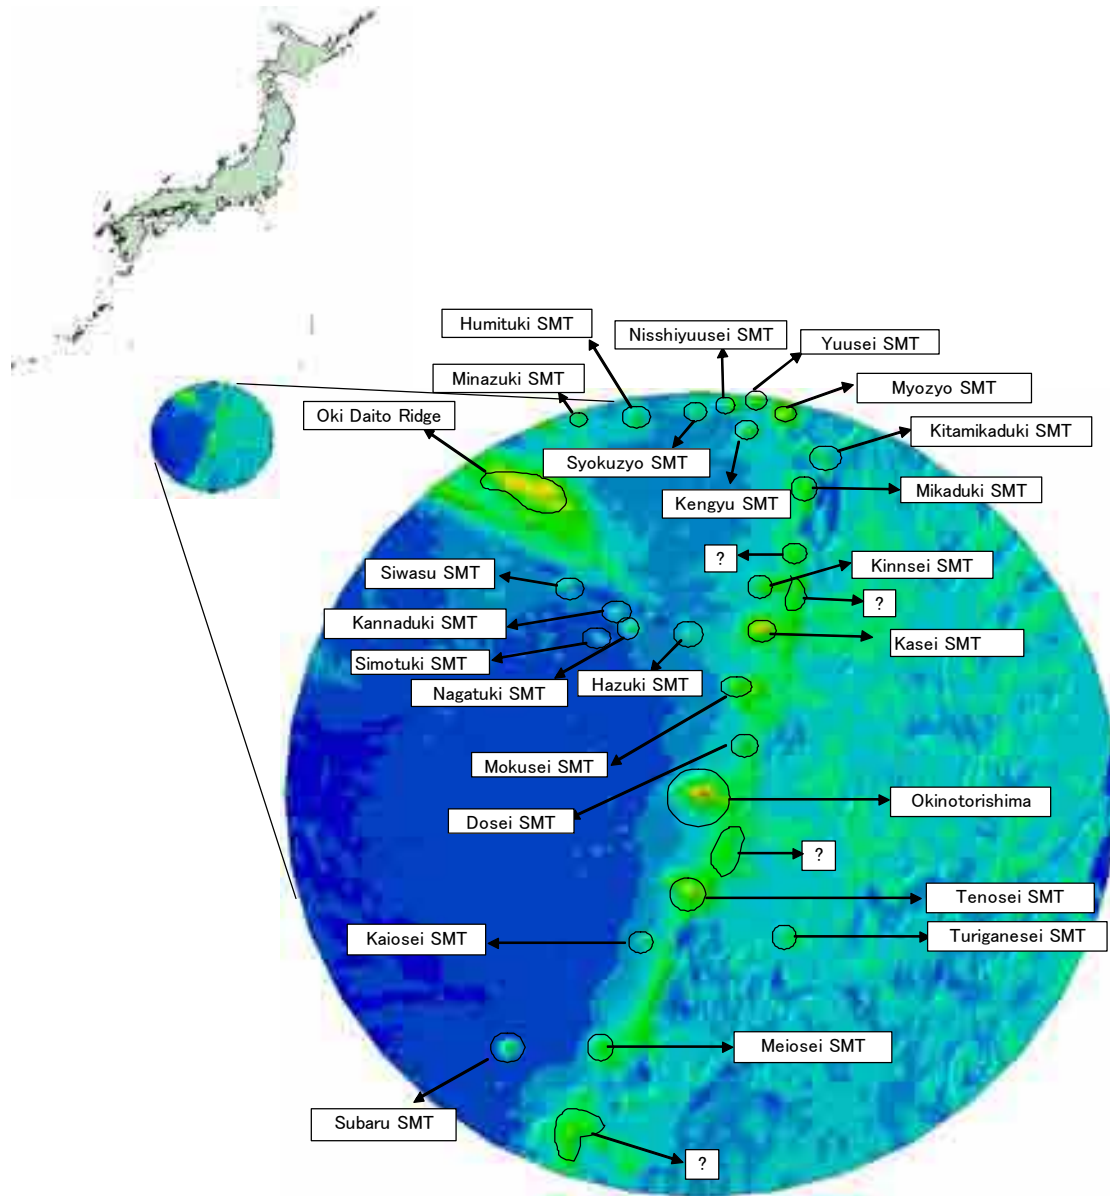 Humituki SMT
Nisshiyuusei SMT
Yuusei SMT
Minazuki SMT
Myozyo SMT
Oki Daito Ridge
Kitamikaduki SMT
Syokuzyo SMT
Kengyu SMT
Mikaduki SMT
?
Kinnsei SMT
Siwasu SMT
?
Kannaduki SMT
Kasei SMT
Simotuki SMT
Nagatuki SMT
Hazuki SMT
Mokusei SMT
Okinotorishima
Dosei SMT
?
Tenosei SMT
Kaiosei SMT
Turiganesei SMT
Meiosei SMT
Subaru SMT
?